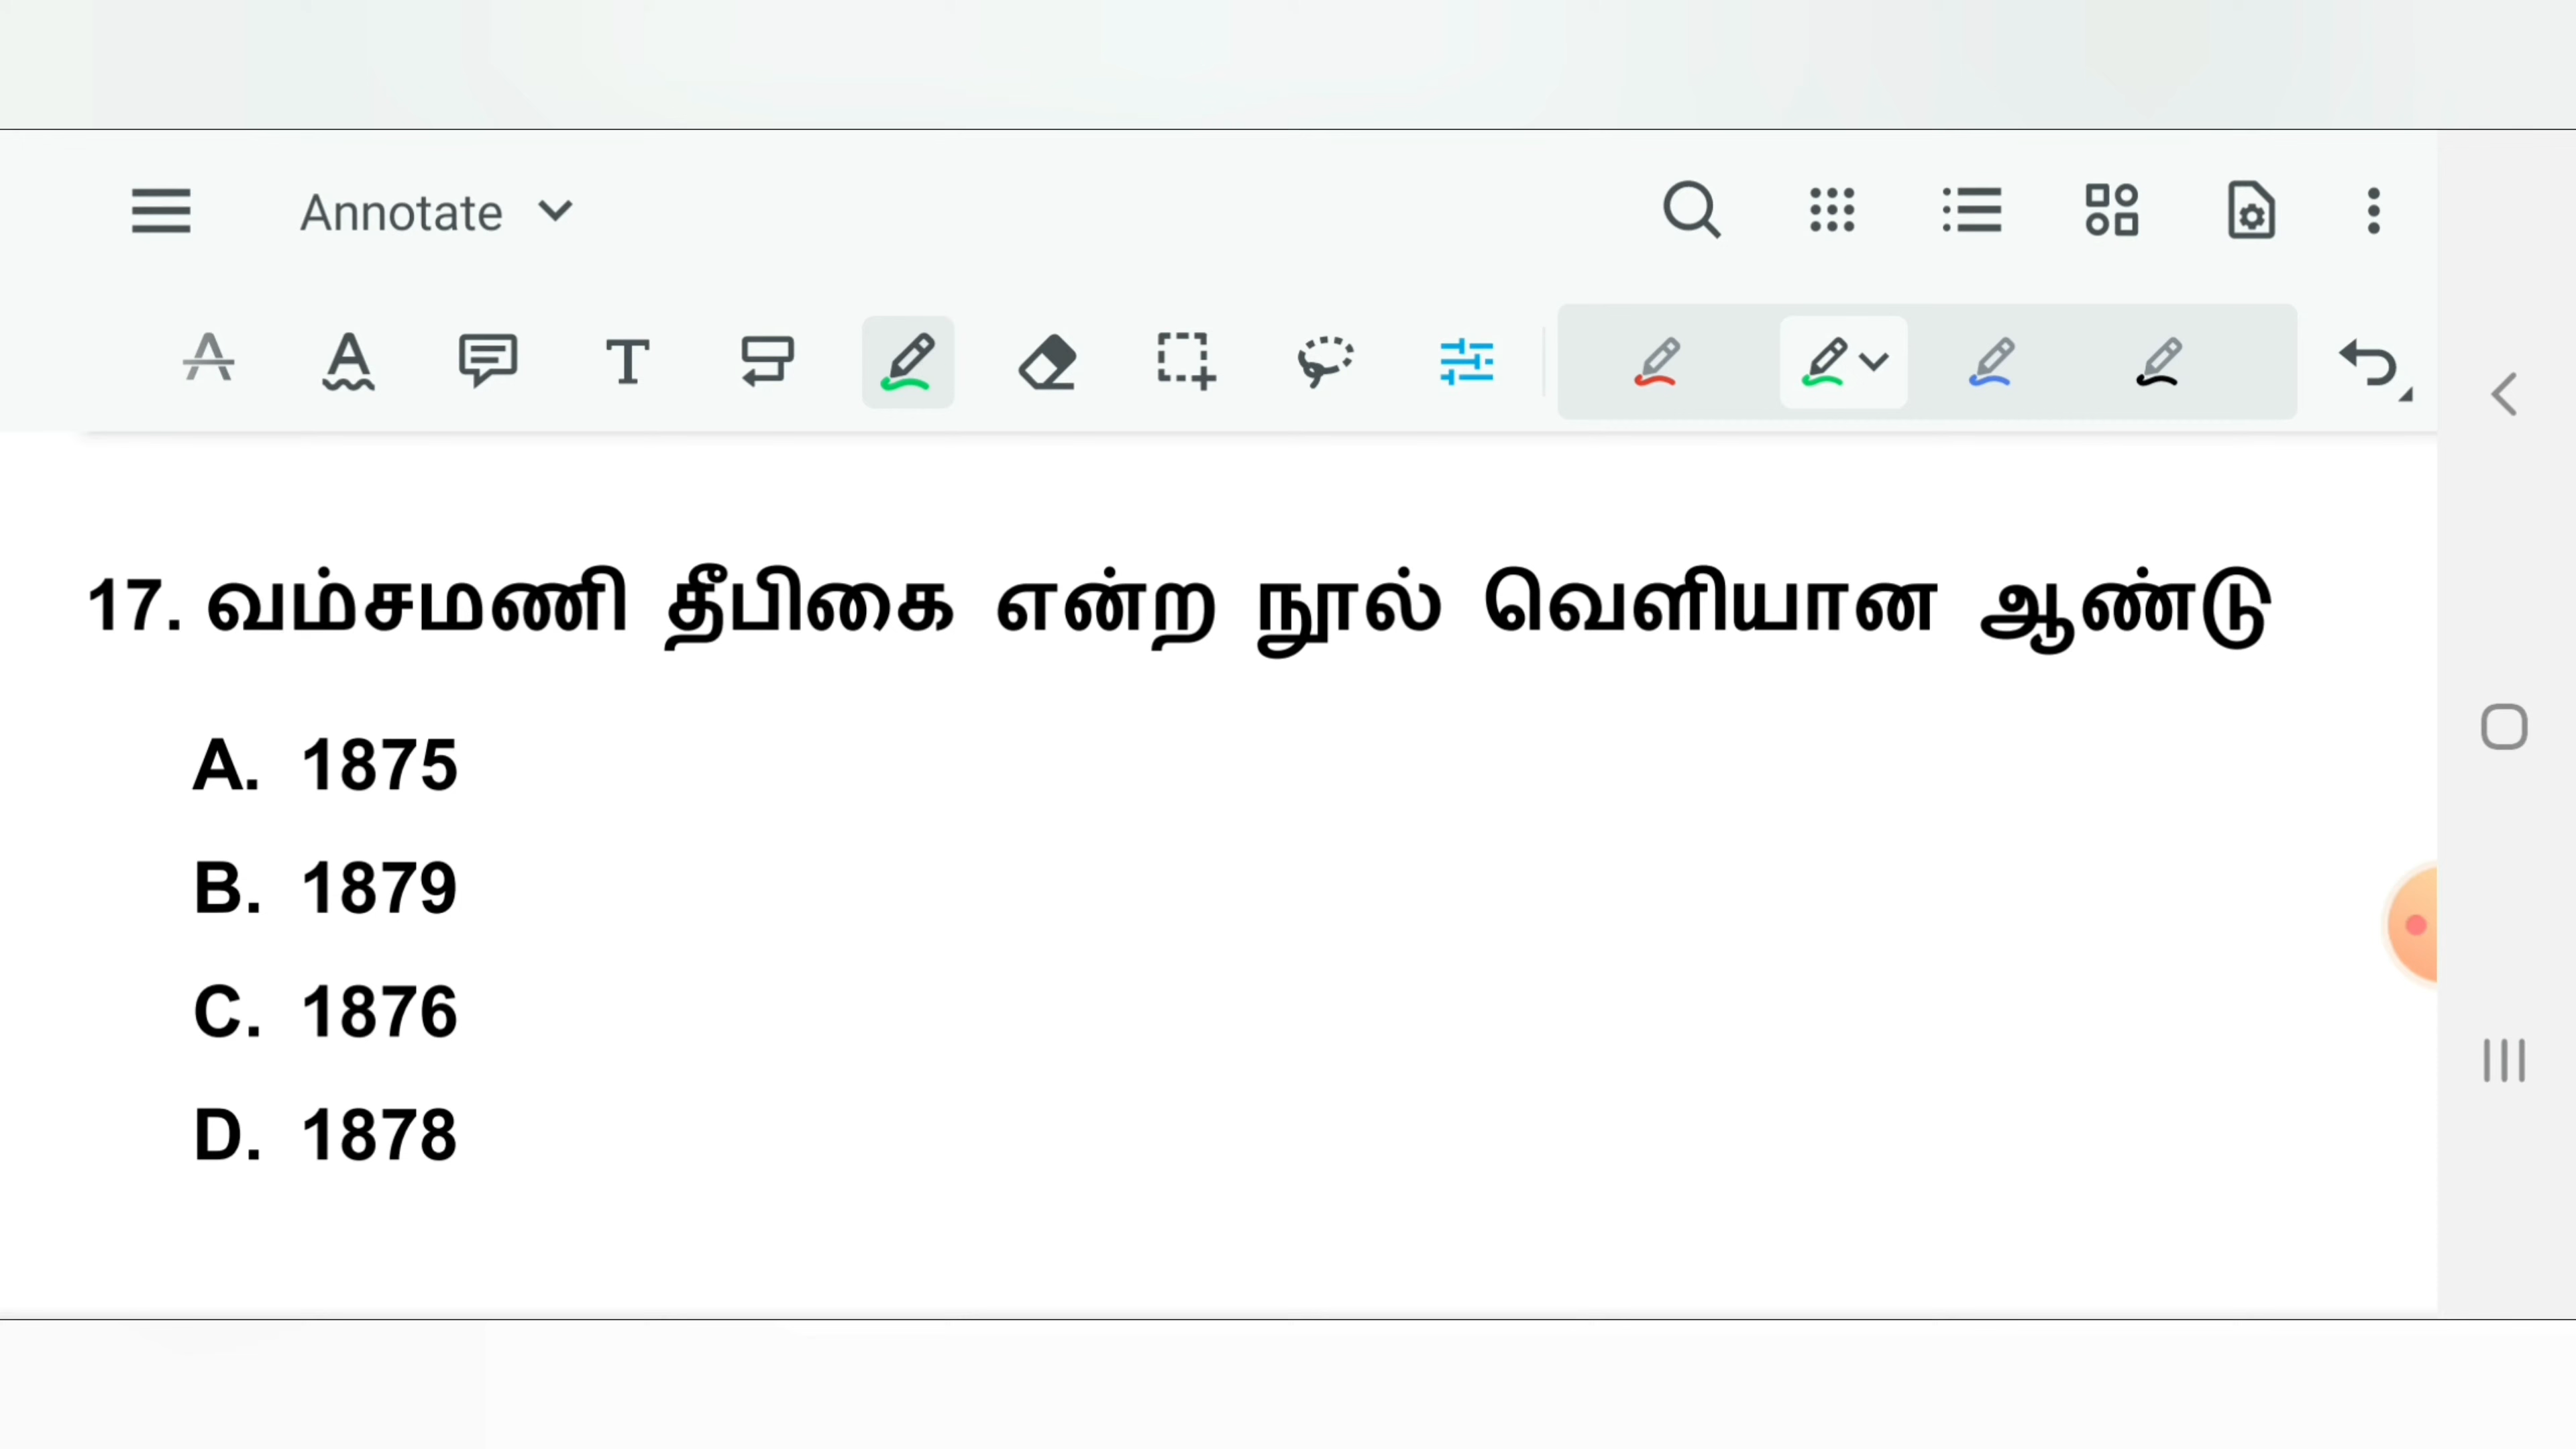 Annotate
17. வம்சமணி தீபிகை என்ற நூல் வெளியான ஆண்டு
A. 1875
B. 1879
C. 1876
D. 1878